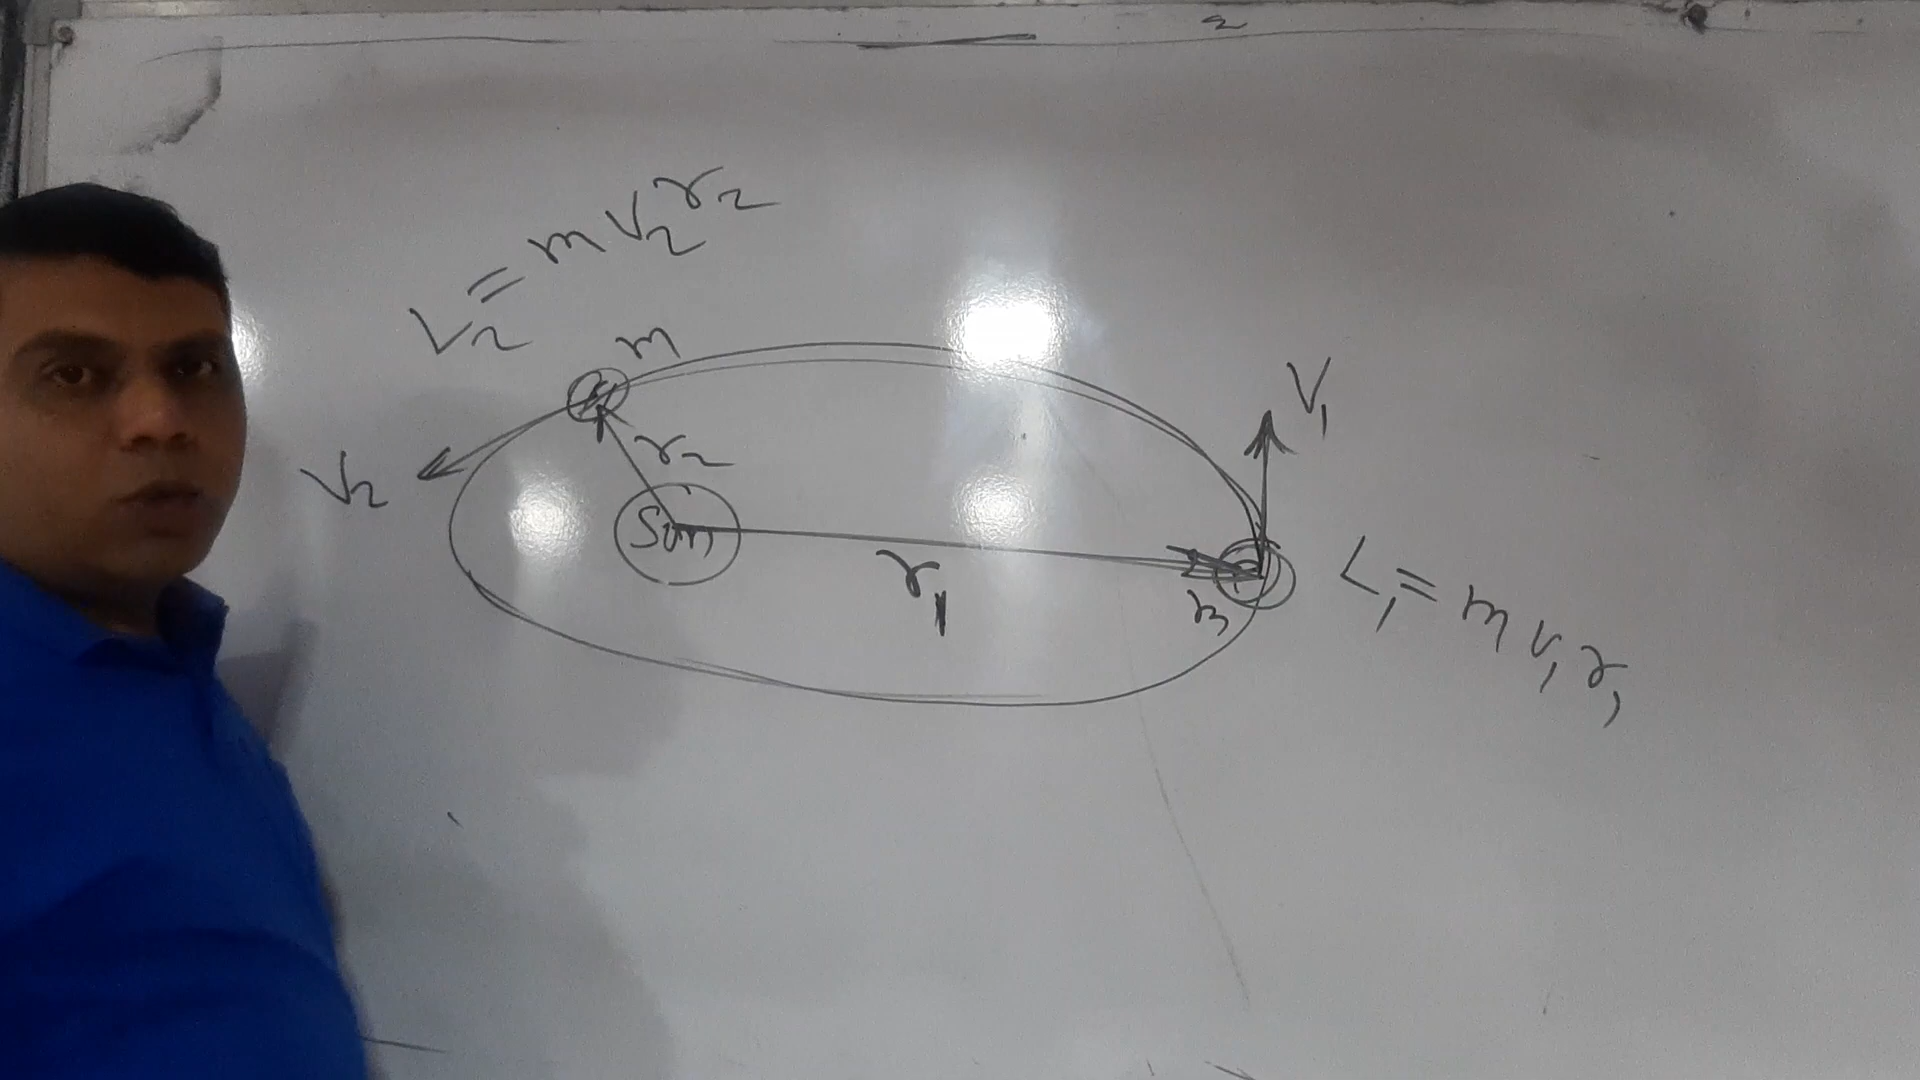 L2 = m V2 r2
m
V1
r2
V2
Sun
r1
m
L1 = m v1 r1